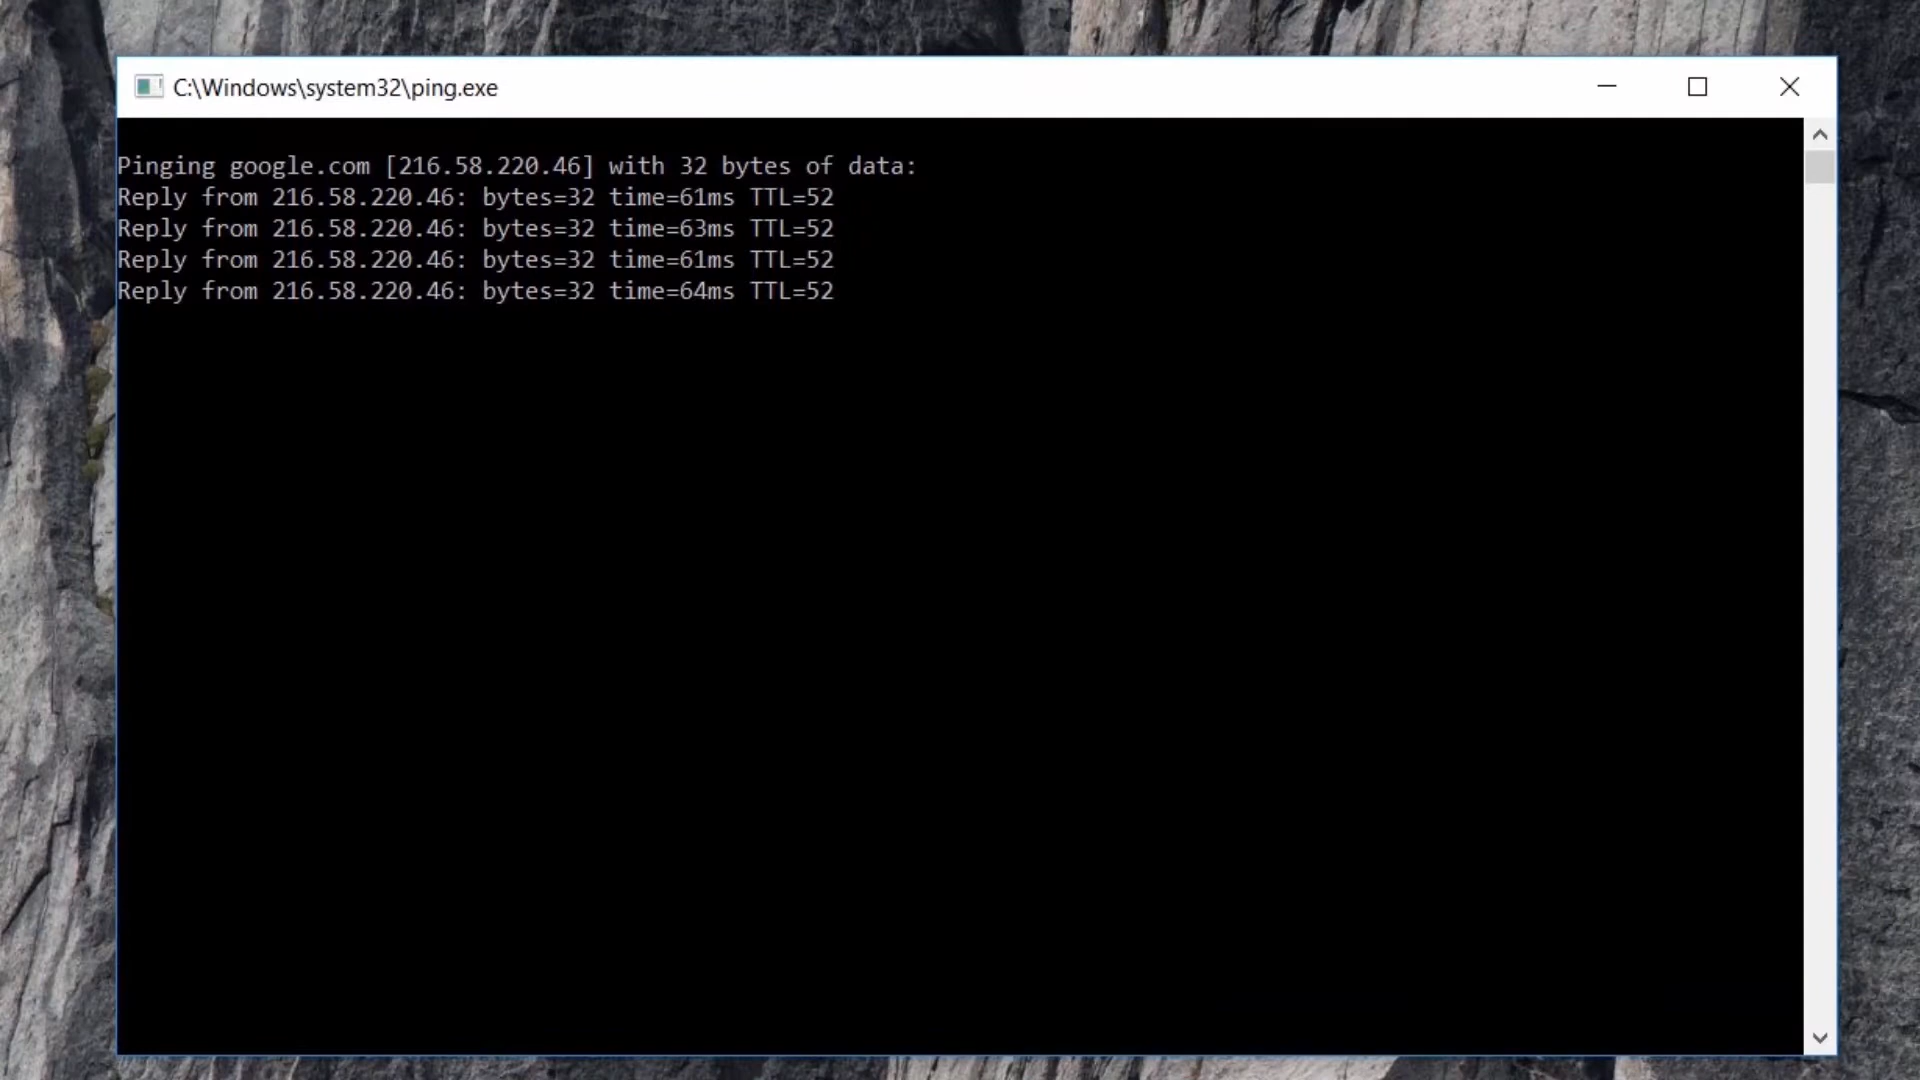 C:\Windows\system32\ping.exe
Pinging google.com [216.58.220.46] with 32 bytes of data:
Reply from 216.58.220.46: bytes=32 time=61ms TTL=52
Reply from 216.58.220.46: bytes=32 time=63ms TTL=52
Reply from 216.58.220.46: bytes=32 time=61ms TTL=52
Reply from 216.58.220.46: bytes=32 time=64ms TTL=52